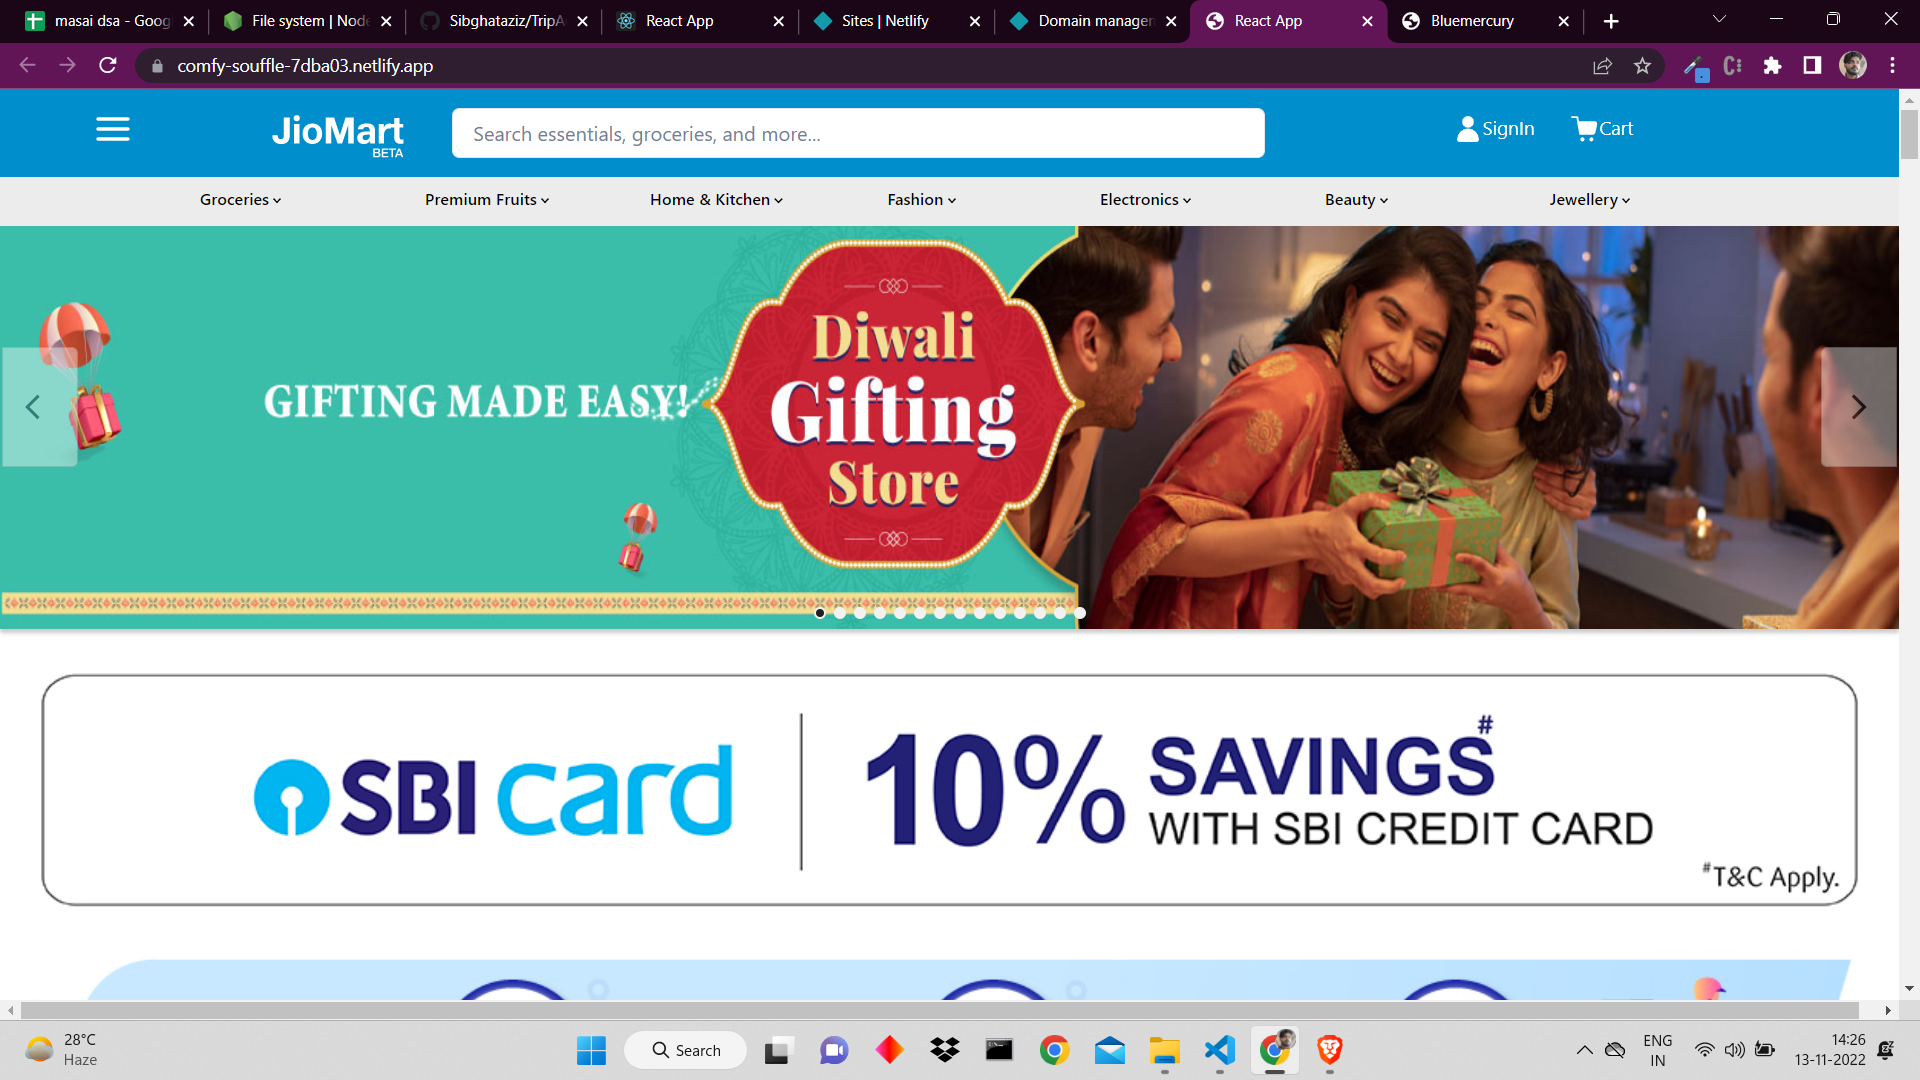 masai dsa - Goog
File system | Node
Sibghataziz/TripA
React App
Sites | Netlify
Domain managem
React App
Bluemercury
comfy-souffle-7dba03.netlify.app
JioMart
BETA
Search essentials, groceries, and more...
SignIn
Cart
Groceries
Premium Fruits
Home & Kitchen
Fashion
Electronics
Beauty
Jewellery
GIFTING MADE EASY!
Diwali
Gifting
Store
SBI card
10% SAVINGS#
WITH SBI CREDIT CARD
#T&C Apply.
28°C
Haze
Search
ENG
IN
14:26
13-11-2022